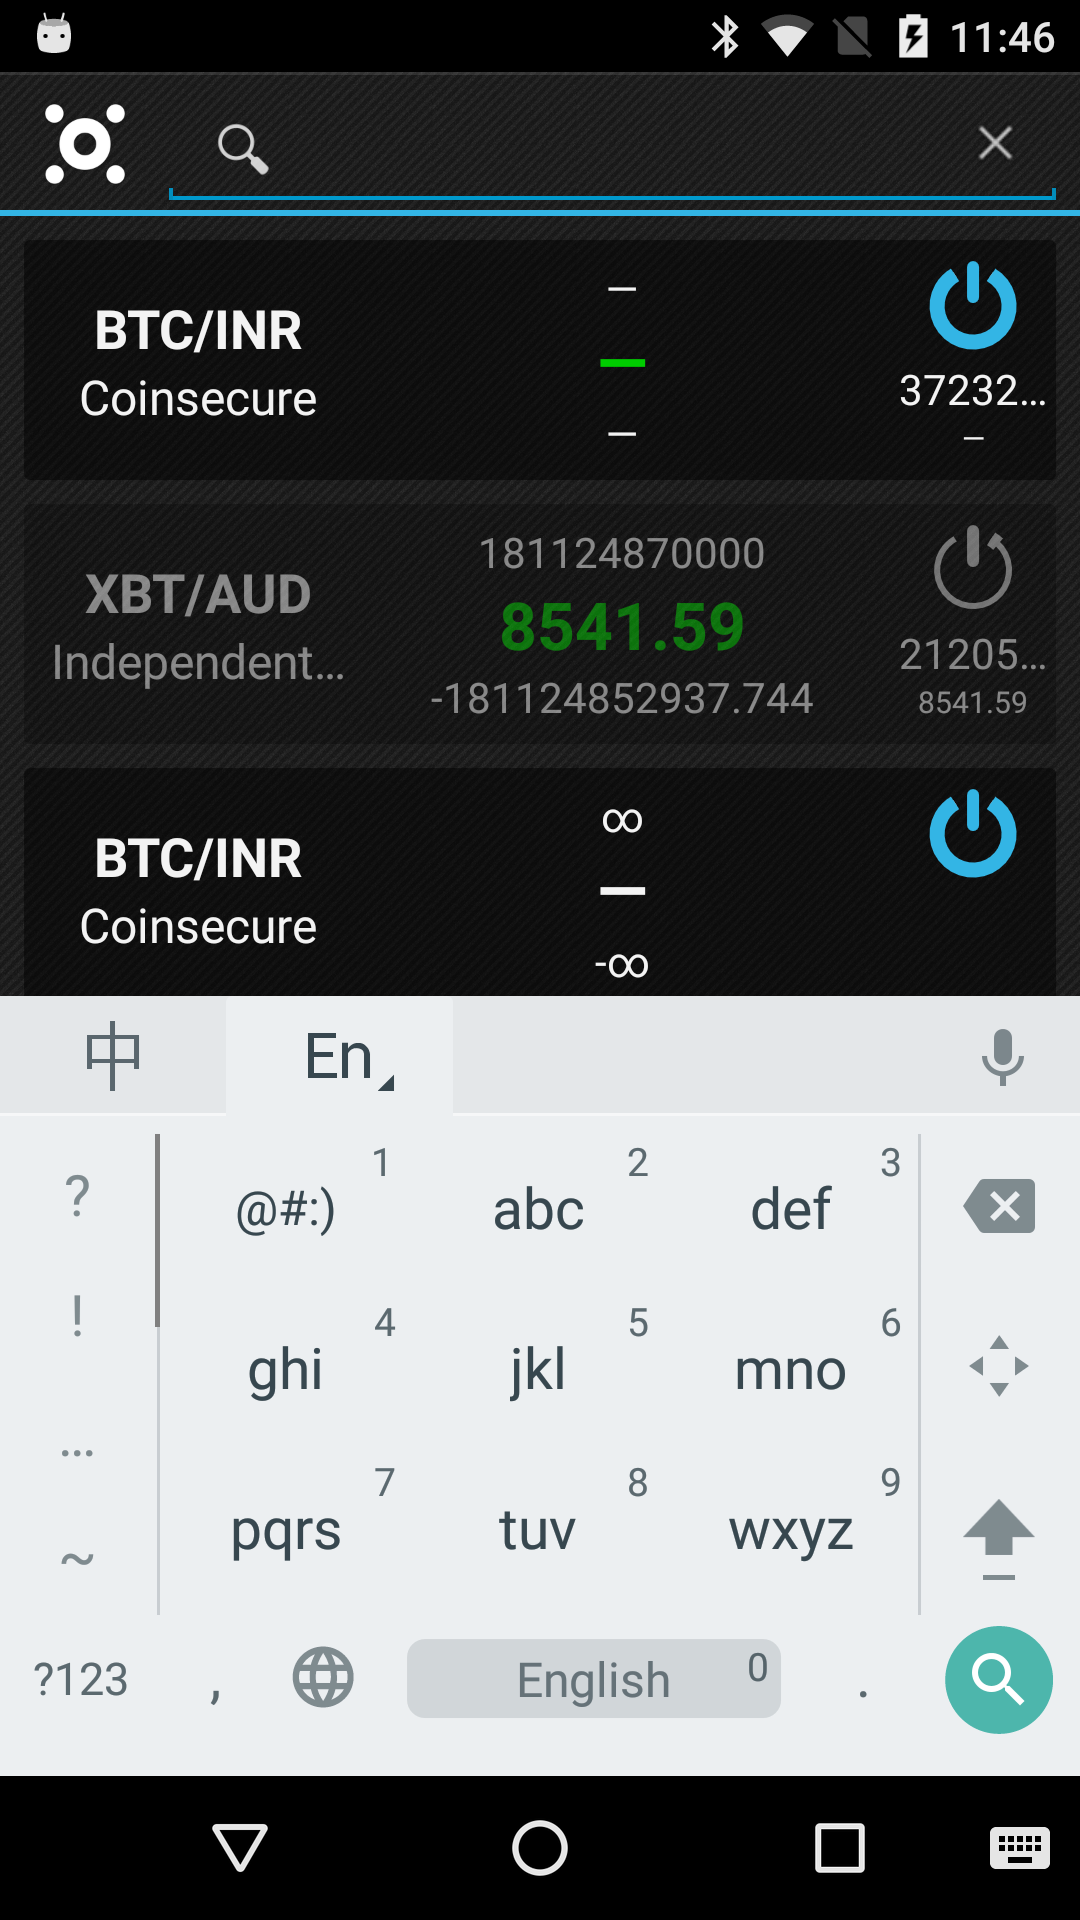 11:46
BTC/INR
Coinsecure
–
–
–
37232...
–
XBT/AUD
Independent...
181124870000
8541.59
-181124852937.744
21205...
8541.59
BTC/INR
Coinsecure
∞
–
-∞
中
En
?
!
...
~
@#:) 1
abc 2
def 3
ghi 4
jkl 5
mno 6
pqrs 7
tuv 8
wxyz 9
?123
,
English 0
.